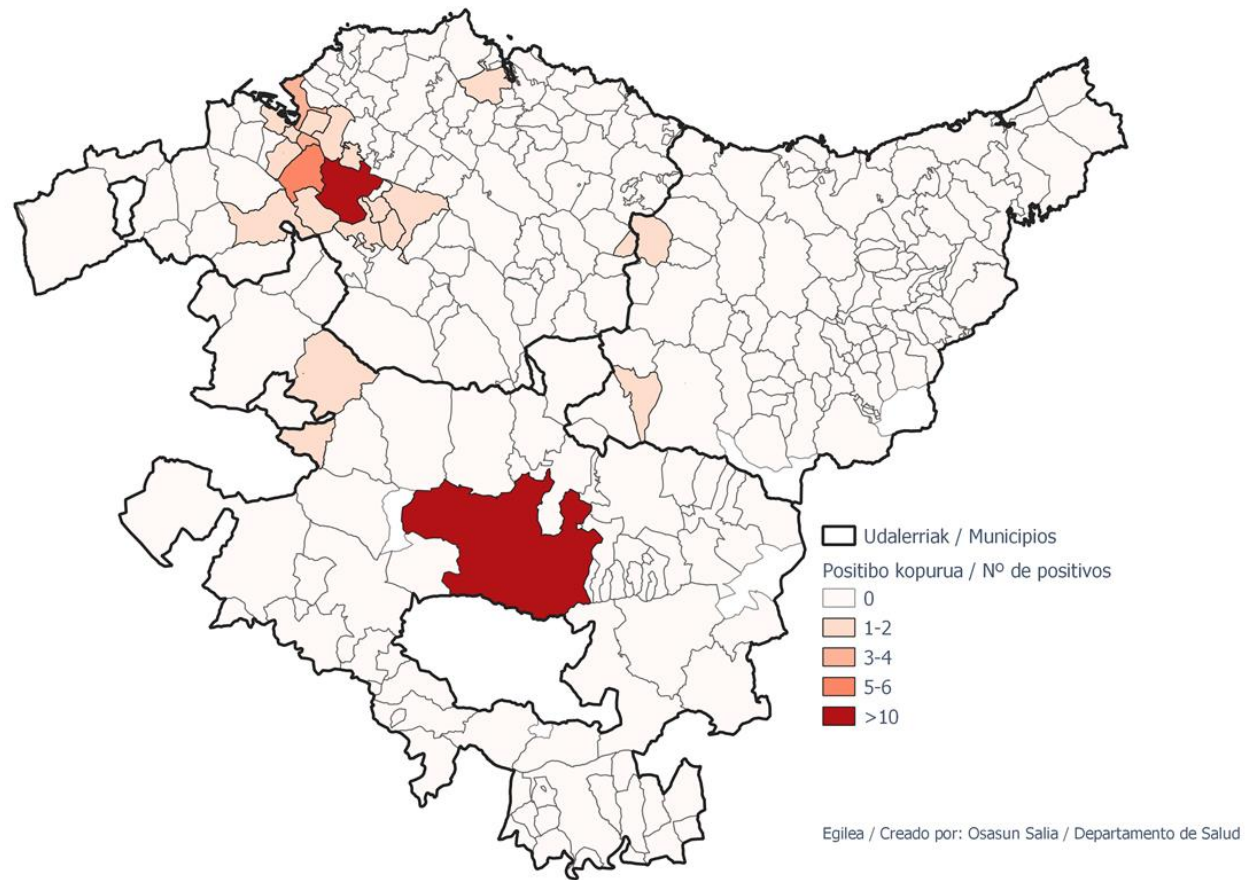 Udalerriak / Municipios
Positibo kopurua / Nº de positivos
0
1-2
3-4
5-6
>10
Egilea / Creado por: Osasun Salia / Departamento de Salud